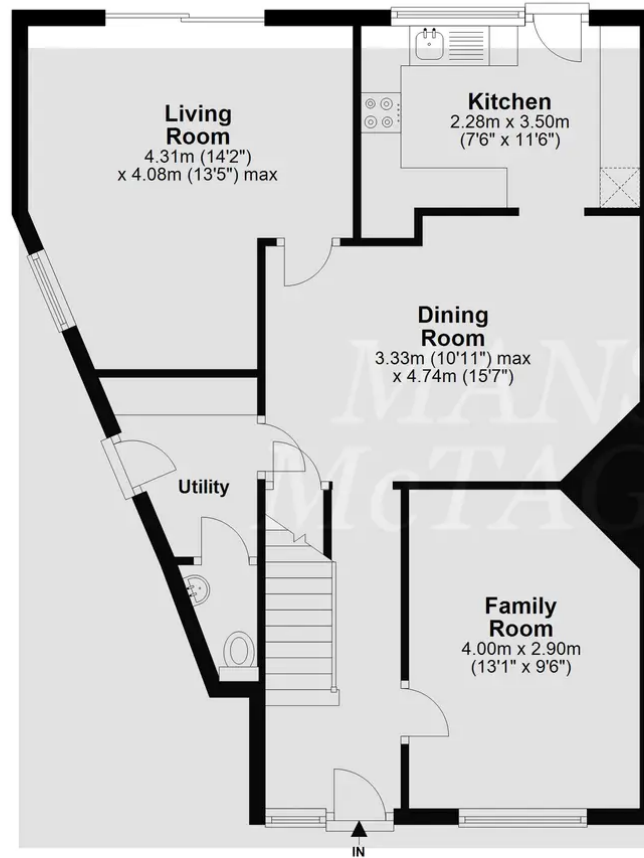 Living
Room
4.31m (14'2")
x 4.08m (13'5") max
Kitchen
2.28m x 3.50m
(7'6" x 11'6")
Dining
Room
3.33m (10'11") max
x 4.74m (15'7")
MANS
McTAG
Utility
Family
Room
4.00m x 2.90m
(13'1" x 9'6")
IN